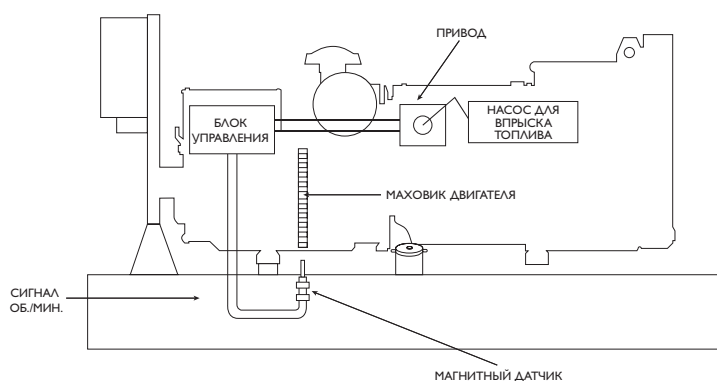 ПРИВОД
БЛОК
УПРАВЛЕНИЯ
НАСОС ДЛЯ
ВПРЫСКА
ТОПЛИВА
МАХОВИК ДВИГАТЕЛЯ
СИГНАЛ
ОБ./МИН.
МАГНИТНЫЙ ДАТЧИК